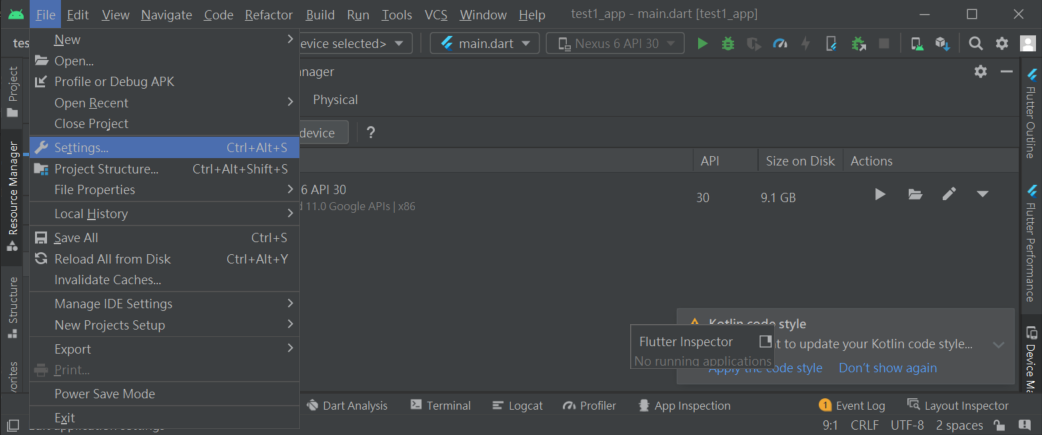 File Edit View Navigate Code Refactor Build Run Tools VCS Window Help test1_app - main.dart [test1_app]
evice selected> main.dart Nexus 6 API 30
New
Open...
Profile or Debug APK
Open Recent
Close Project
Settings... Ctrl+Alt+S
Project Structure... Ctrl+Alt+Shift+S
File Properties
Local History
Save All Ctrl+S
Reload All from Disk Ctrl+Alt+Y
Invalidate Caches...
Manage IDE Settings
New Projects Setup
Export
Print...
Power Save Mode
Exit
Project
Resource Manager
Structure
nager
Physical
device ?
API Size on Disk Actions
6 API 30
11.0 Google APIs | x86
30 9.1 GB
Kotlin code style
t to update your Kotlin code style...
Apply the code style Don't show again
Flutter Inspector
No running applications
Flutter Outline
Flutter Performance
Device Ma
Dart Analysis Terminal Logcat Profiler App Inspection 1 Event Log Layout Inspector
9:1 CRLF UTF-8 2 spaces